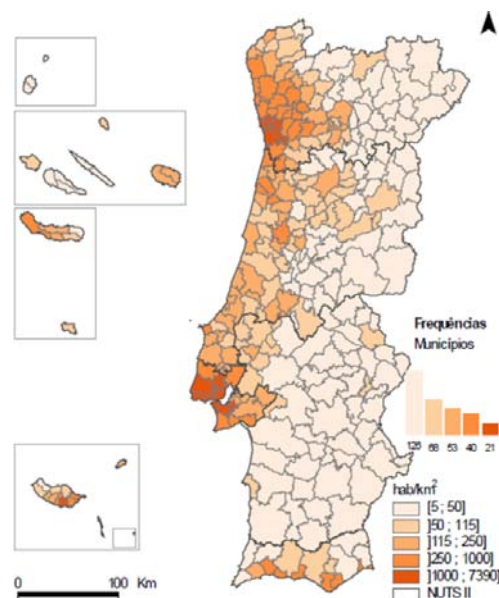 Frequências
Municípios
126 68 53 40 21
hab/km²
[5 ; 50]
]50 ; 115]
]115 ; 250]
]250 ; 1000]
]1000 ; 7390]
NUTS II
0 100 Km